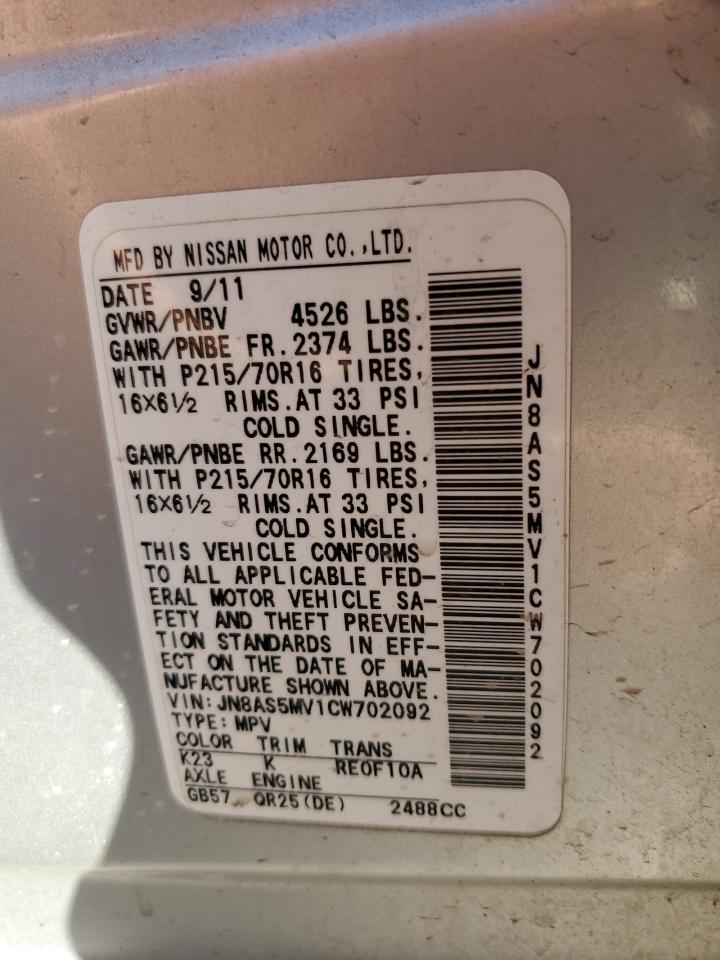 MFD BY NISSAN MOTOR CO.,LTD.
DATE 9/11
GVWR/PNBV 4526 LBS.
GAWR/PNBE FR.2374 LBS.
WITH P215/70R16 TIRES,
16X6½ RIMS.AT 33 PSI
COLD SINGLE.
GAWR/PNBE RR.2169 LBS.
WITH P215/70R16 TIRES,
16X6½ RIMS.AT 33 PSI
COLD SINGLE.
THIS VEHICLE CONFORMS
TO ALL APPLICABLE FED-
ERAL MOTOR VEHICLE SA-
FETY AND THEFT PREVEN-
TION STANDARDS IN EFF-
ECT ON THE DATE OF MA-
NUFACTURE SHOWN ABOVE.
VIN:JN8AS5MV1CW702092
TYPE:MPV
COLOR TRIM TRANS
K23 K RE0F10A
AXLE ENGINE
GB57 QR25(DE) 2488CC
JN8AS5MV1CW702092